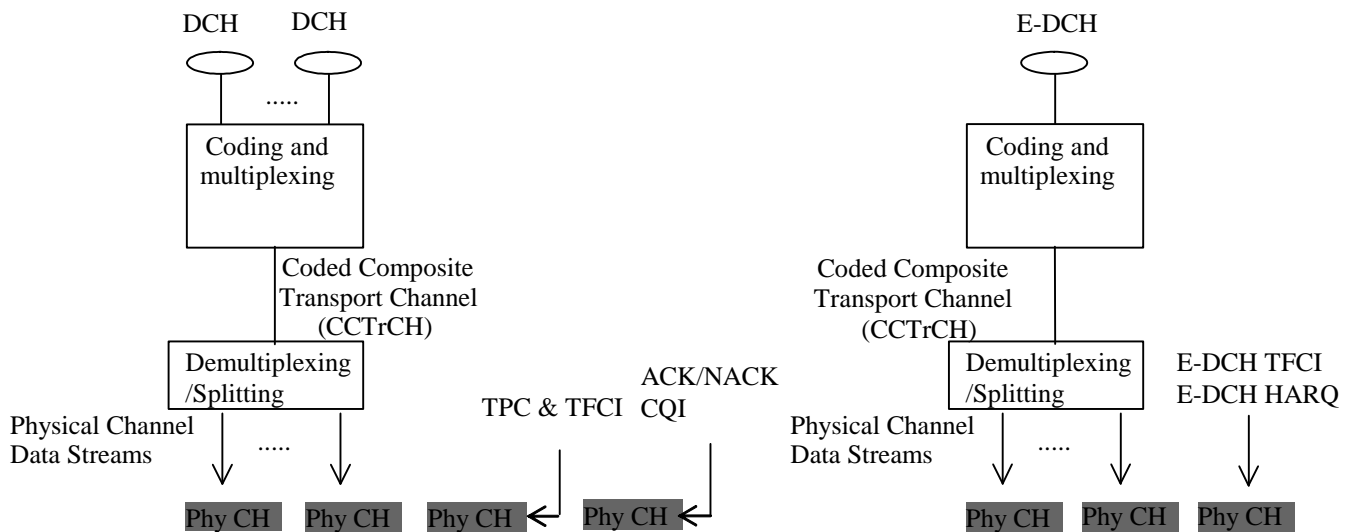 DCH
DCH
.....
Coding and
multiplexing
Coded Composite
Transport Channel
(CCTrCH)
Demultiplexing
/Splitting
Physical Channel
Data Streams
.....
TPC & TFCI
ACK/NACK
CQI
Phy CH
Phy CH
Phy CH
Phy CH
E-DCH
Coding and
multiplexing
Coded Composite
Transport Channel
(CCTrCH)
Demultiplexing
/Splitting
Physical Channel
Data Streams
.....
E-DCH TFCI
E-DCH HARQ
Phy CH
Phy CH
Phy CH